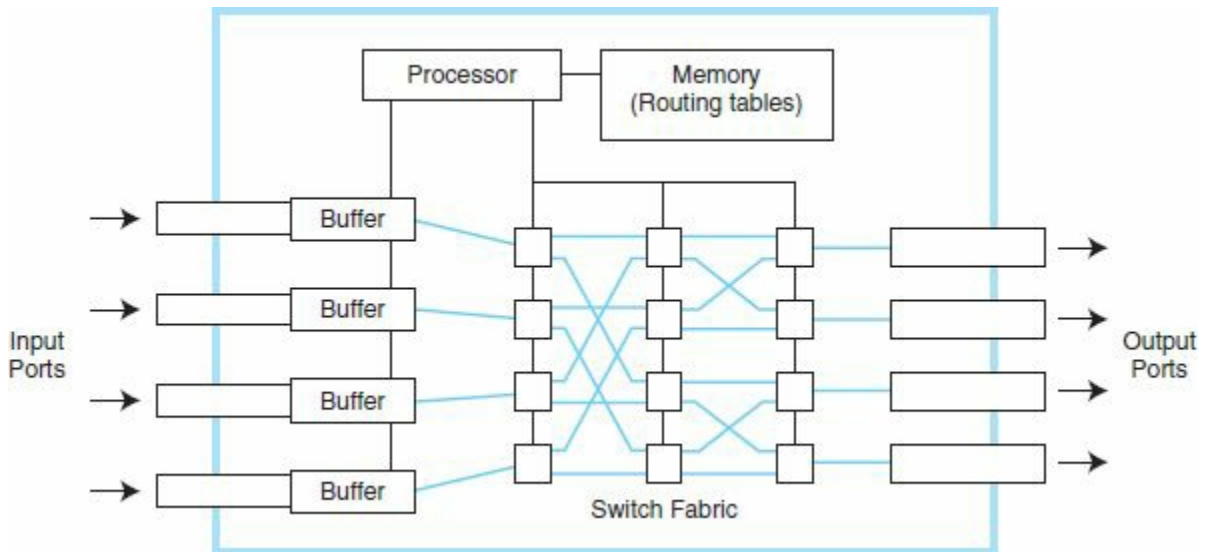 Processor
Memory
(Routing tables)
Buffer
Buffer
Input
Ports
Output
Ports
Buffer
Buffer
Switch Fabric